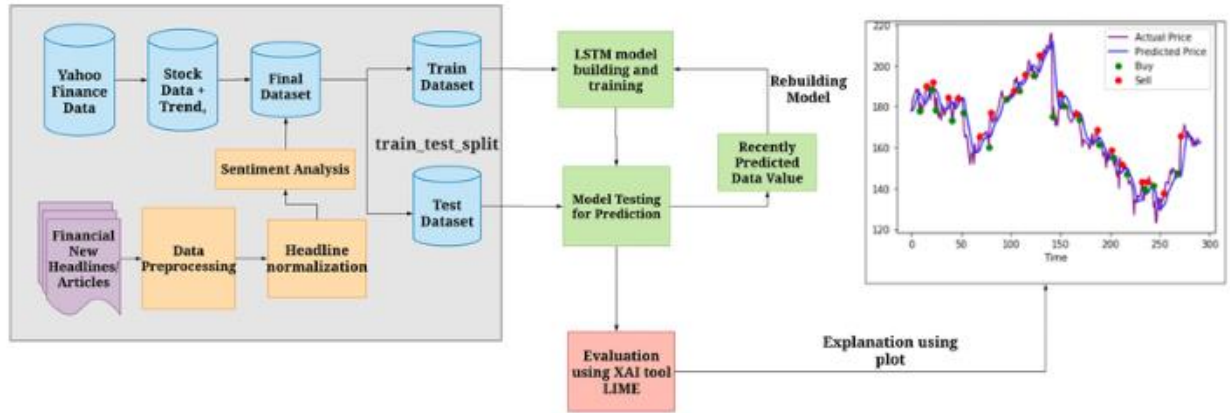 Yahoo
Finance
Data
Stock
Data +
Trend,
Final
Dataset
Train
Dataset
train_test_split
Test
Dataset
Sentiment Analysis
Financial
New
Headlines/
Articles
Data
Preprocessing
Headline
normalization
LSTM model
building and
training
Rebuilding
Model
Recently
Predicted
Data Value
Model Testing
for Prediction
Evaluation
using XAI tool
LIME
Explanation using
plot
220
200
180
160
140
120
0
50
100
150
200
250
300
Time
Actual Price
Predicted Price
Buy
Sell